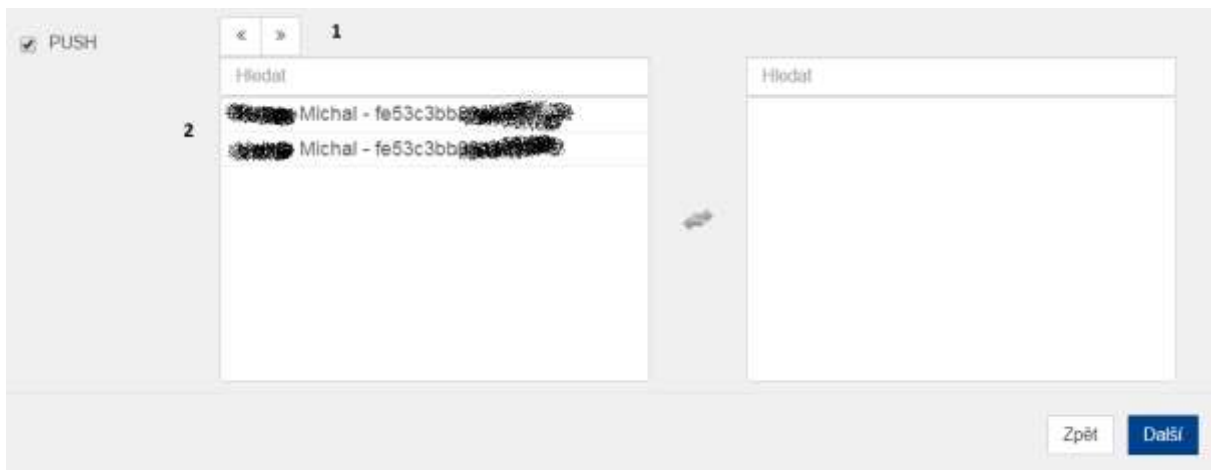 PUSH
« » 1
Hledat
Hledat
2
Michal - fe53c3bb
Michal - fe53c3bb
Zpět Další